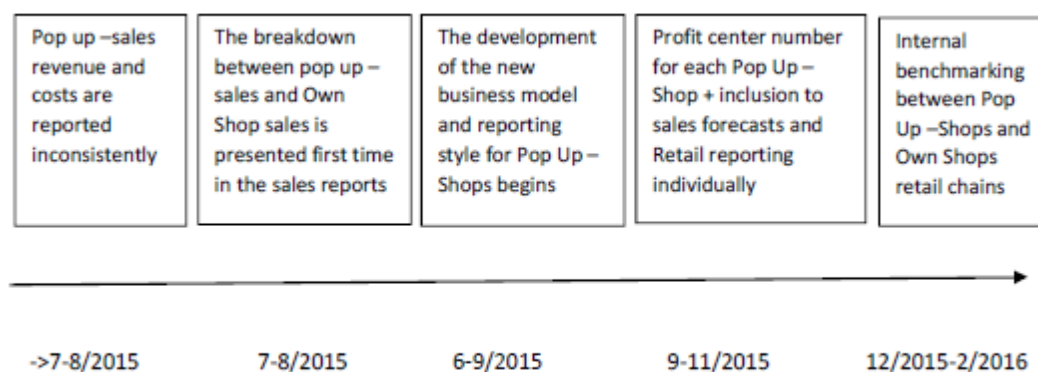 Pop up –sales
revenue and
costs are
reported
inconsistently
The breakdown
between pop up –
sales and Own
Shop sales is
presented first time
in the sales reports
The development
of the new
business model
and reporting
style for Pop Up –
Shops begins
Profit center number
for each Pop Up –
Shop + inclusion to
sales forecasts and
Retail reporting
individually
Internal
benchmarking
between Pop
Up –Shops and
Own Shops
retail chains
->7-8/2015
7-8/2015
6-9/2015
9-11/2015
12/2015-2/2016